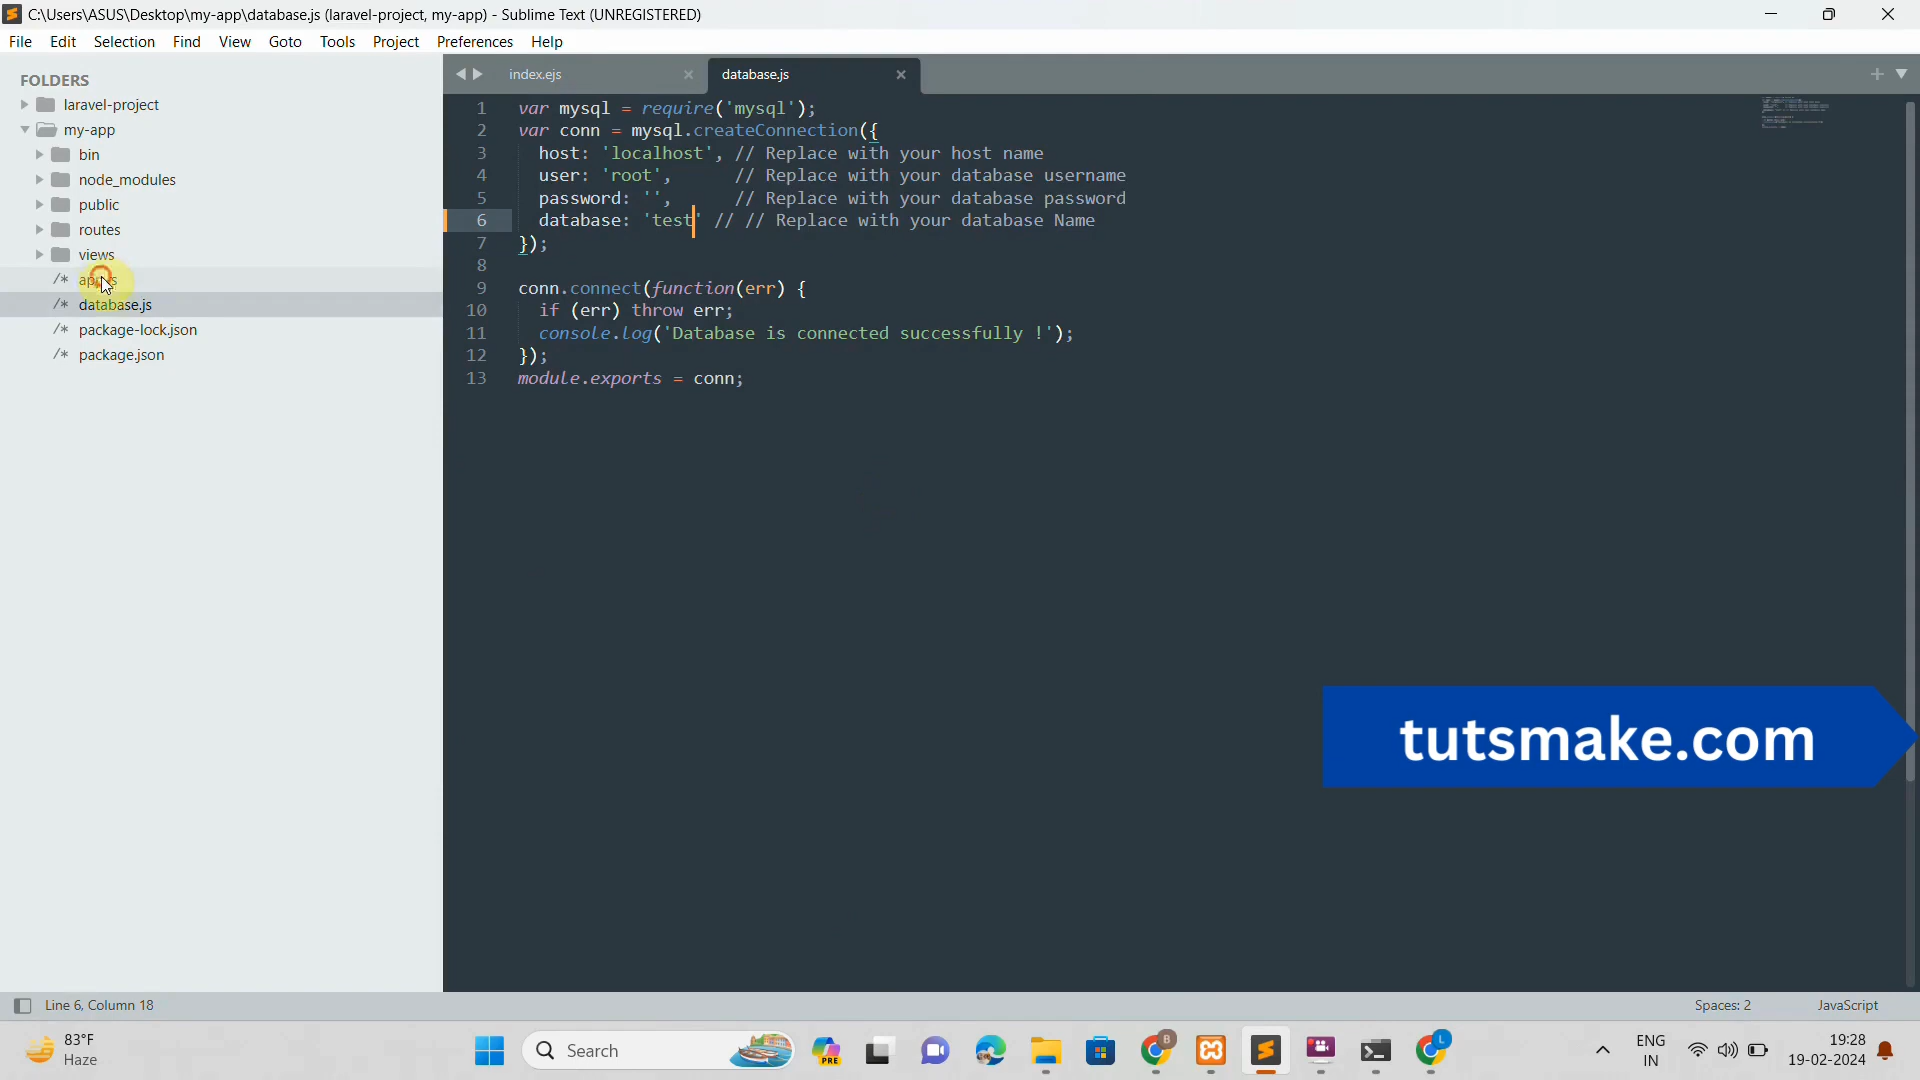 C:\Users\ASUS\Desktop\my-app\database.js (laravel-project, my-app) - Sublime Text (UNREGISTERED)
File Edit Selection Find View Goto Tools Project Preferences Help
FOLDERS
laravel-project
my-app
bin
node_modules
public
routes
views
/* database.js
/* package-lock.json
/* package.json
index.ejs
database.js
1 var mysql = require('mysql');
2 var conn = mysql.createConnection({
3 host: 'localhost', // Replace with your host name
4 user: 'root', // Replace with your database username
5 password: '', // Replace with your database password
6 database: 'test' // // Replace with your database Name
7 });
8
9 conn.connect(function(err) {
10 if (err) throw err;
11 console.log('Database is connected successfully !');
12 });
13 module.exports = conn;
tutsmake.com
Line 6, Column 18
Spaces: 2
JavaScript
83°F
Haze
Search
PRE
B
L
ENG
IN
19:28
19-02-2024